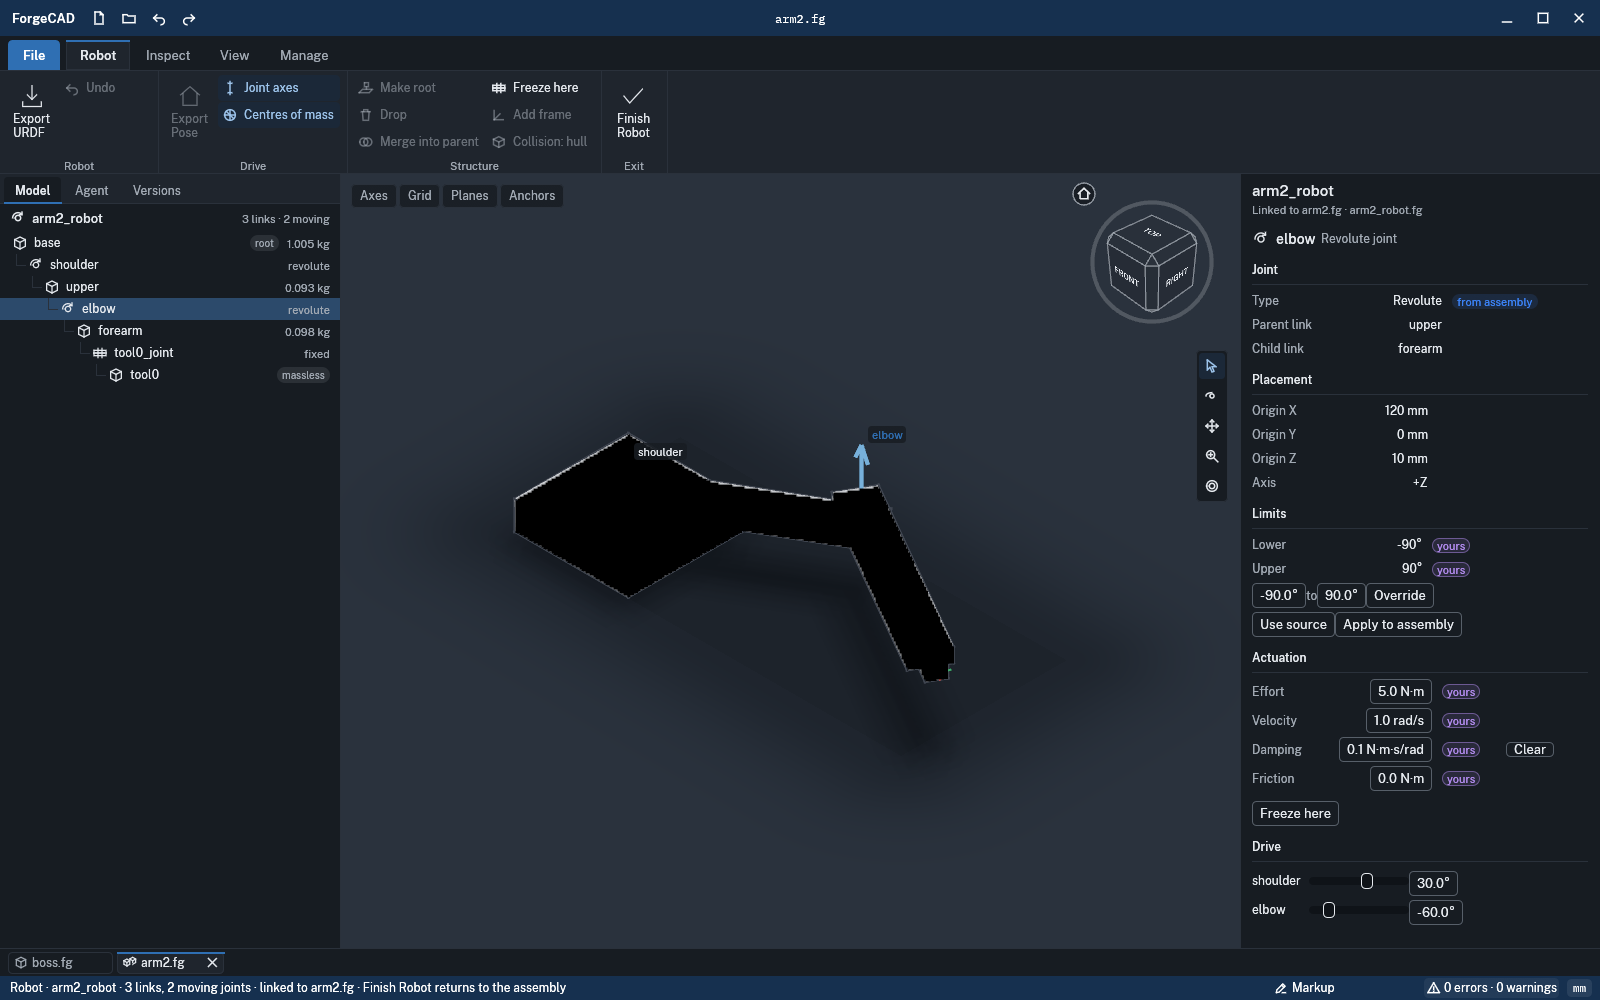 ForgeCAD
arm2.fg
File
Robot
Inspect
View
Manage
Export URDF
Undo
Robot
Export Pose
Joint axes
Centres of mass
Drive
Make root
Drop
Merge into parent
Freeze here
Add frame
Collision: hull
Structure
Finish Robot
Exit
Model
Agent
Versions
arm2_robot
3 links · 2 moving
base
root
1.005 kg
shoulder
revolute
upper
0.093 kg
elbow
revolute
forearm
0.098 kg
tool0_joint
fixed
tool0
massless
Axes
Grid
Planes
Anchors
TOP
FRONT
RIGHT
shoulder
elbow
arm2_robot
Linked to arm2.fg · arm2_robot.fg
elbow Revolute joint
Joint
Type
Revolute
from assembly
Parent link
upper
Child link
forearm
Placement
Origin X
120 mm
Origin Y
0 mm
Origin Z
10 mm
Axis
+Z
Limits
Lower
-90°
yours
Upper
90°
yours
-90.0°
to
90.0°
Override
Use source
Apply to assembly
Actuation
Effort
5.0 N·m
yours
Velocity
1.0 rad/s
yours
Damping
0.1 N·m·s/rad
yours
Clear
Friction
0.0 N·m
yours
Freeze here
Drive
shoulder
30.0°
elbow
-60.0°
boss.fg
arm2.fg
Robot · arm2_robot · 3 links, 2 moving joints · linked to arm2.fg · Finish Robot returns to the assembly
Markup
0 errors · 0 warnings
mm